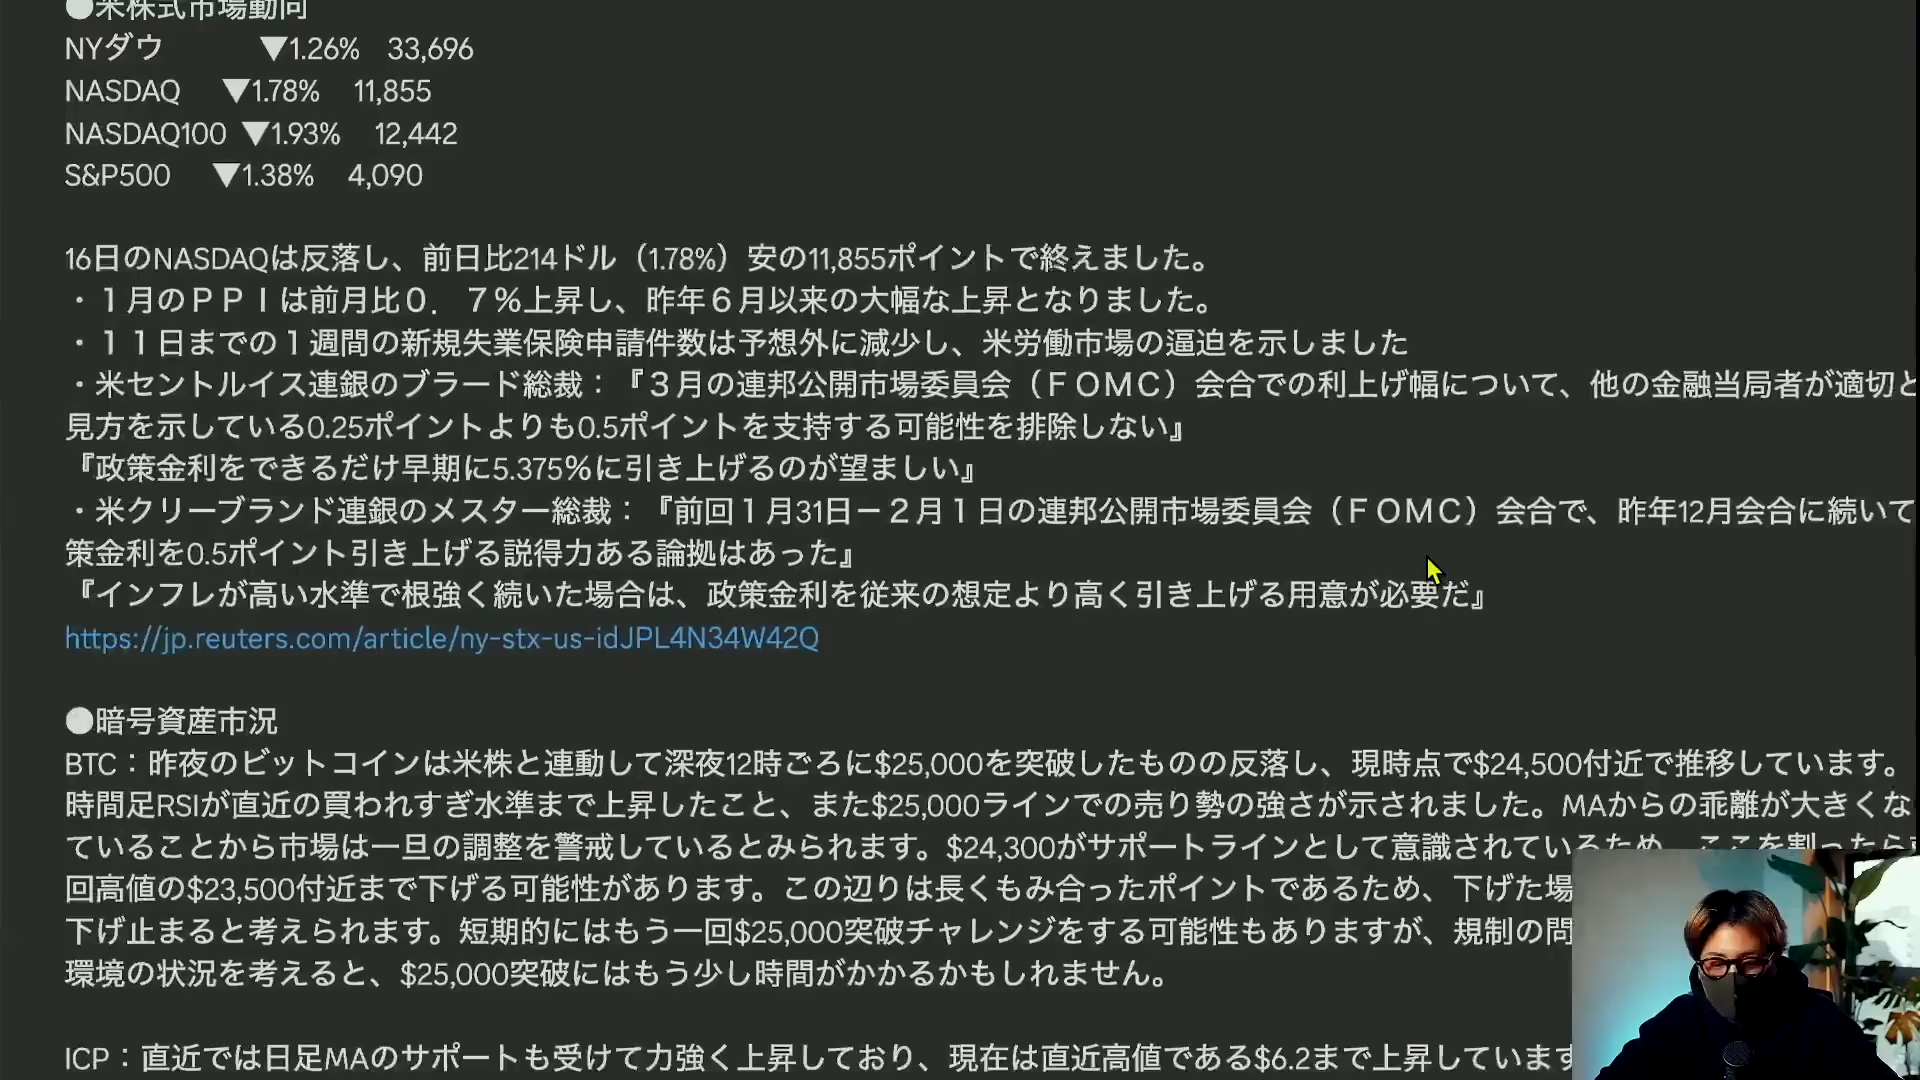 ●米株式市場動向
NYダウ ▼1.26% 33,696
NASDAQ ▼1.78% 11,855
NASDAQ100 ▼1.93% 12,442
S&P500 ▼1.38% 4,090
16日のNASDAQは反落し、前日比214ドル（1.78%）安の11,855ポイントで終えました。
・１月のＰＰＩは前月比０．７％上昇し、昨年６月以来の大幅な上昇となりました。
・１１日までの１週間の新規失業保険申請件数は予想外に減少し、米労働市場の逼迫を示しました
・米セントルイス連銀のブラード総裁：『３月の連邦公開市場委員会（ＦＯＭＣ）会合での利上げ幅について、他の金融当局者が適切と
見方を示している0.25ポイントよりも0.5ポイントを支持する可能性を排除しない』
『政策金利をできるだけ早期に5.375％に引き上げるのが望ましい』
・米クリーブランド連銀のメスター総裁：『前回１月31日－２月１日の連邦公開市場委員会（ＦＯＭＣ）会合で、昨年12月会合に続いて
策金利を0.5ポイント引き上げる説得力ある論拠はあった』
『インフレが高い水準で根強く続いた場合は、政策金利を従来の想定より高く引き上げる用意が必要だ』
https://jp.reuters.com/article/ny-stx-us-idJPL4N34W42Q
●暗号資産市況
BTC：昨夜のビットコインは米株と連動して深夜12時ごろに$25,000を突破したものの反落し、現時点で$24,500付近で推移しています。
時間足RSIが直近の買われすぎ水準まで上昇したこと、また$25,000ラインでの売り勢の強さが示されました。MAからの乖離が大きくな
ていることから市場は一旦の調整を警戒しているとみられます。$24,300がサポートラインとして意識されているため、ここを割ったら
回高値の$23,500付近まで下げる可能性があります。この辺りは長くもみ合ったポイントであるため、下げた場
下げ止まると考えられます。短期的にはもう一回$25,000突破チャレンジをする可能性もありますが、規制の問
環境の状況を考えると、$25,000突破にはもう少し時間がかかるかもしれません。
ICP：直近では日足MAのサポートも受けて力強く上昇しており、現在は直近高値である$6.2まで上昇しています